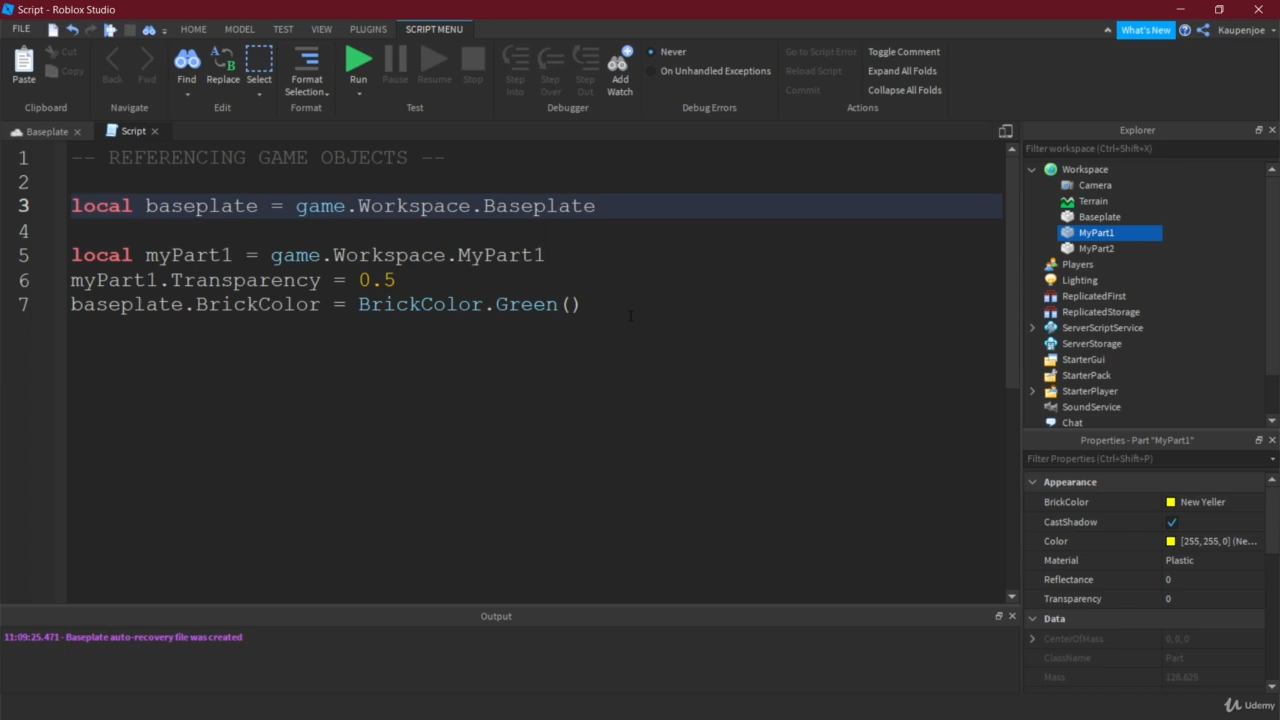 Script - Roblox Studio
FILE HOME MODEL TEST VIEW PLUGINS SCRIPT MENU What's New Kaupenjoe
Paste Cut Copy
Clipboard
Back Fwd
Navigate
Find Replace Select
Edit
Format Selection
Format
Run Pause Resume Stop
Test
Step Into Step Over Step Out Add Watch
Debugger
Never
On Unhandled Exceptions
Debug Errors
Go to Script Error Toggle Comment
Reload Script Expand All Folds
Commit Collapse All Folds
Actions
Baseplate Script
1 -- REFERENCING GAME OBJECTS --
2
3 local baseplate = game.Workspace.Baseplate
4
5 local myPart1 = game.Workspace.MyPart1
6 myPart1.Transparency = 0.5
7 baseplate.BrickColor = BrickColor.Green()
Explorer
Filter workspace (Ctrl+Shift+X)
Workspace
Camera
Terrain
Baseplate
MyPart1
MyPart2
Players
Lighting
ReplicatedFirst
ReplicatedStorage
ServerScriptService
ServerStorage
StarterGui
StarterPack
StarterPlayer
SoundService
Chat
Properties - Part "MyPart1"
Filter Properties (Ctrl+Shift+P)
Appearance
BrickColor New Yeller
CastShadow
Color [255, 255, 0] (Ne...
Material Plastic
Reflectance 0
Transparency 0
Data
CenterOfMass 0, 0, 0
ClassName Part
Mass 128.625
Output
11:09:25.471 - Baseplate auto-recovery file was created
Udemy